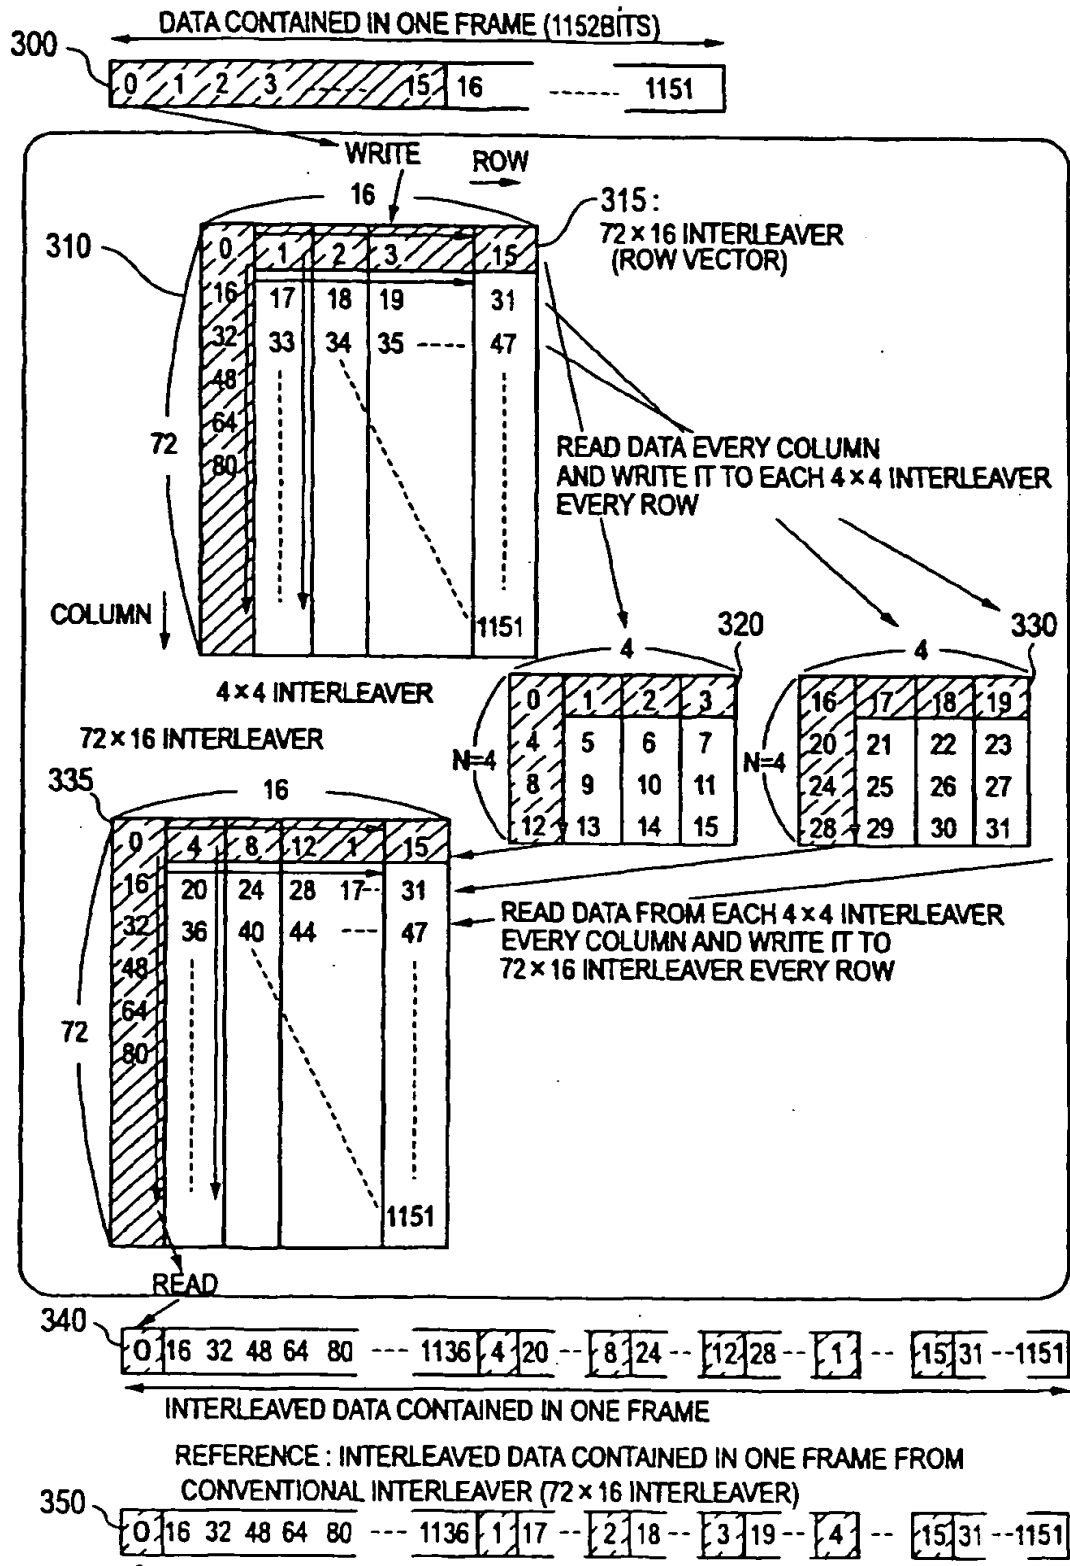 DATA CONTAINED IN ONE FRAME (1152BITS)
300
0 1 2 3 ---- 15 16 ------ 1151
WRITE
ROW
16
315:
72 × 16 INTERLEAVER
(ROW VECTOR)
310
0 1 2 3 15
16 17 18 19 31
32 33 34 35 ---- 47
48
64
80
72
READ DATA EVERY COLUMN
AND WRITE IT TO EACH 4 × 4 INTERLEAVER
EVERY ROW
COLUMN
1151
320
330
4 × 4 INTERLEAVER
4
4
N=4
0 1 2 3
4 5 6 7
8 9 10 11
12 13 14 15
N=4
16 17 18 19
20 21 22 23
24 25 26 27
28 29 30 31
72 × 16 INTERLEAVER
335
16
0 4 8 12 1 15
16 20 24 28 17-- 31
32 36 40 44 --- 47
48
64
80
72
READ DATA FROM EACH 4 × 4 INTERLEAVER
EVERY COLUMN AND WRITE IT TO
72 × 16 INTERLEAVER EVERY ROW
1151
READ
340
0 16 32 48 64 80 --- 1136 4 20 -- 8 24 -- 12 28 -- 1 -- 15 31 --1151
INTERLEAVED DATA CONTAINED IN ONE FRAME
REFERENCE : INTERLEAVED DATA CONTAINED IN ONE FRAME FROM
CONVENTIONAL INTERLEAVER (72 × 16 INTERLEAVER)
350
0 16 32 48 64 80 --- 1136 1 17 -- 2 18 -- 3 19 -- 4 -- 15 31 --1151